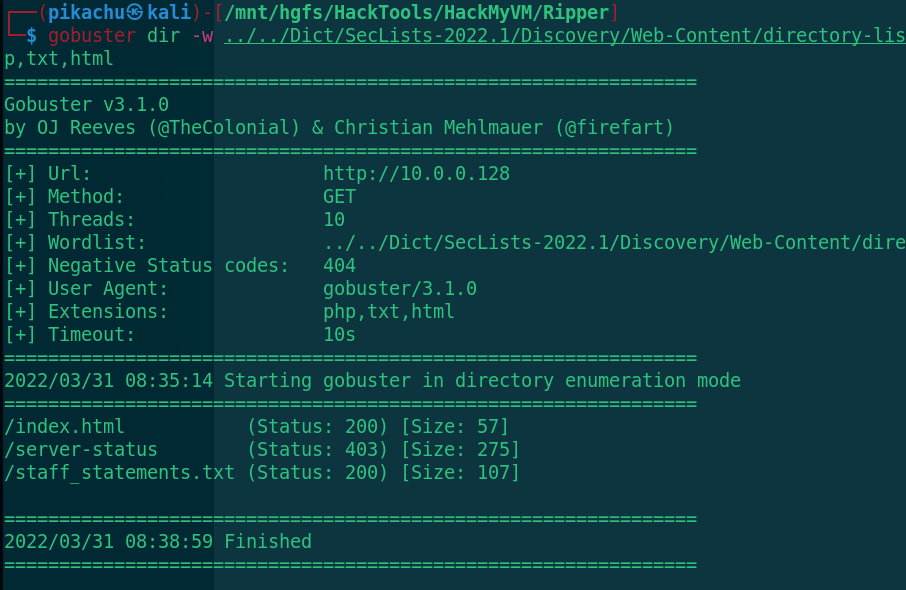 ┌──(pikachu㉿kali)-[/mnt/hgfs/HackTools/HackMyVM/Ripper]
└─$ gobuster dir -w ../../Dict/SecLists-2022.1/Discovery/Web-Content/directory-lis
p,txt,html
===============================================================
Gobuster v3.1.0
by OJ Reeves (@TheColonial) & Christian Mehlmauer (@firefart)
===============================================================
[+] Url:                     http://10.0.0.128
[+] Method:                  GET
[+] Threads:                 10
[+] Wordlist:                ../../Dict/SecLists-2022.1/Discovery/Web-Content/dire
[+] Negative Status codes:   404
[+] User Agent:              gobuster/3.1.0
[+] Extensions:              php,txt,html
[+] Timeout:                 10s
===============================================================
2022/03/31 08:35:14 Starting gobuster in directory enumeration mode
===============================================================
/index.html           (Status: 200) [Size: 57]
/server-status        (Status: 403) [Size: 275]
/staff_statements.txt (Status: 200) [Size: 107]
===============================================================
2022/03/31 08:38:59 Finished
===============================================================